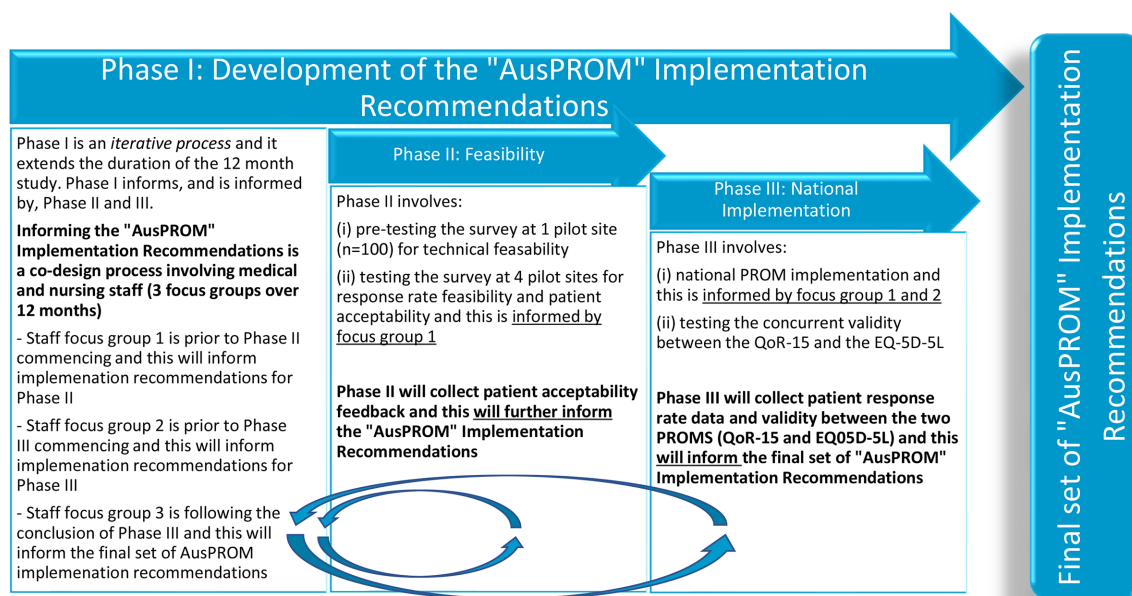 Phase I: Development of the "AusPROM" Implementation
Recommendations
Phase I is an iterative process and it
extends the duration of the 12 month
study. Phase I informs, and is informed
by, Phase II and III.
Informing the "AusPROM"
Implementation Recommendations is
a co-design process involving medical
and nursing staff (3 focus groups over
12 months)
- Staff focus group 1 is prior to Phase II
commencing and this will inform
implemenation recommendations for
Phase II
- Staff focus group 2 is prior to Phase
III commencing and this will inform
implemenation recommendations for
Phase III
- Staff focus group 3 is following the
conclusion of Phase III and this will
inform the final set of AusPROM
implemenation recommendations
Phase II: Feasibility
Phase II involves:
(i) pre-testing the survey at 1 pilot site
(n=100) for technical feasability
(ii) testing the survey at 4 pilot sites for
response rate feasibility and patient
acceptability and this is informed by
focus group 1
Phase II will collect patient acceptability
feedback and this will further inform
the "AusPROM" Implementation
Recommendations
Phase III: National
Implementation
Phase III involves:
(i) national PROM implementation and
this is informed by focus group 1 and 2
(ii) testing the concurrent validity
between the QoR-15 and the EQ-5D-5L
Phase III will collect patient response
rate data and validity between the two
PROMS (QoR-15 and EQ05D-5L) and this
will inform the final set of "AusPROM"
Implementation Recommendations
Final set of "AusPROM" Implementation
Recommendations